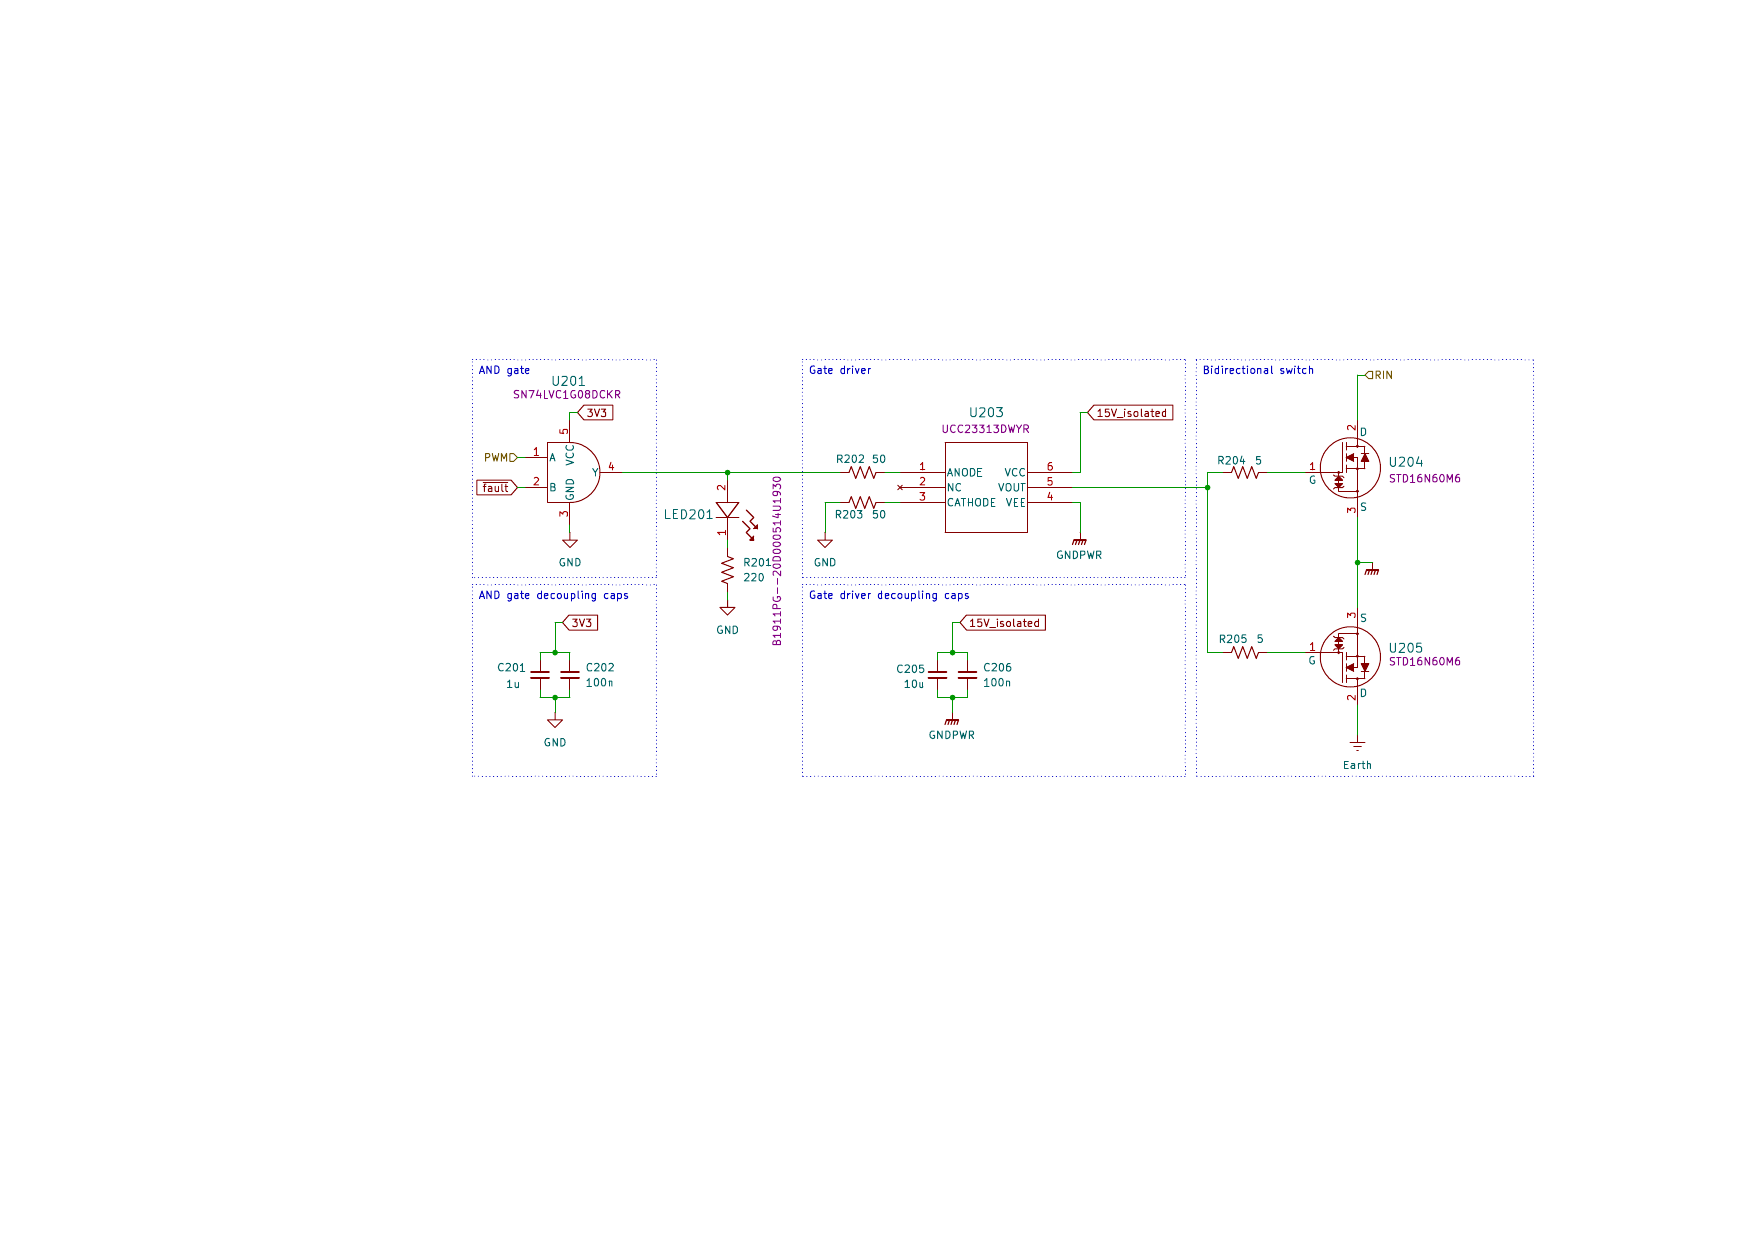 AND gate
U201
SN74LVC1G08DCKR
3V3
5
VCC
PWM
1
A
fault
2
B
Y
4
GND
3
GND
2
LED201
1
B1911PG--20D000514U1930
R201
220
GND
Gate driver
U203
UCC23313DWYR
15V_isolated
R202 50
1
ANODE
VCC
6
2
NC
VOUT
5
3
CATHODE
VEE
4
R203 50
GND
GNDPWR
Bidirectional switch
RIN
2
D
R204 5
1
G
U204
STD16N60M6
3
S
3
S
R205 5
1
G
U205
STD16N60M6
2
D
Earth
AND gate decoupling caps
3V3
C201
1u
C202
100n
GND
Gate driver decoupling caps
15V_isolated
C205
10u
C206
100n
GNDPWR